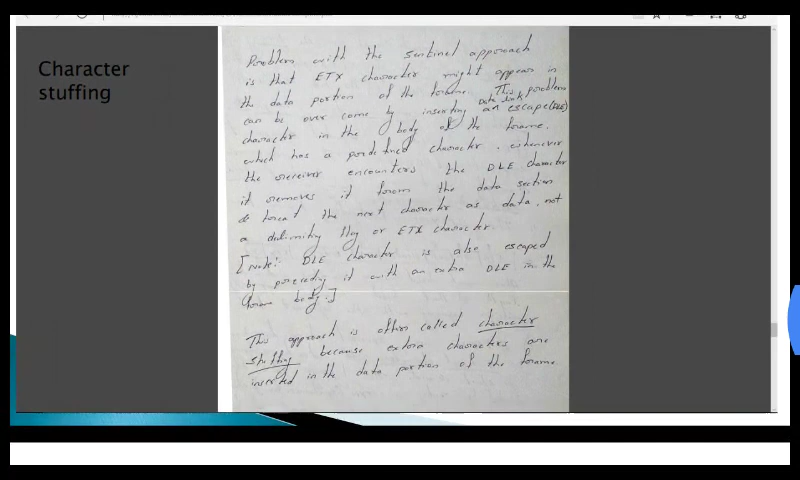 Character
stuffing
Problem with the sentinel approach
is that ETX character might appear in
the data portion of the frame. This problem
can be over come by inserting Data link an escape(DLE)
character in the body of the frame.
which has a predefined character. whenever
the receiver encounters the DLE character
it removes it from the data section
& treat the next character as data, not
a delimiting flag or ETX character.
[Note: DLE character is also escaped
by preceding it with an extra DLE in the
frame body.]
This approach is often called character
stuffing because extra characters are
inserted in the data portion of the frame.